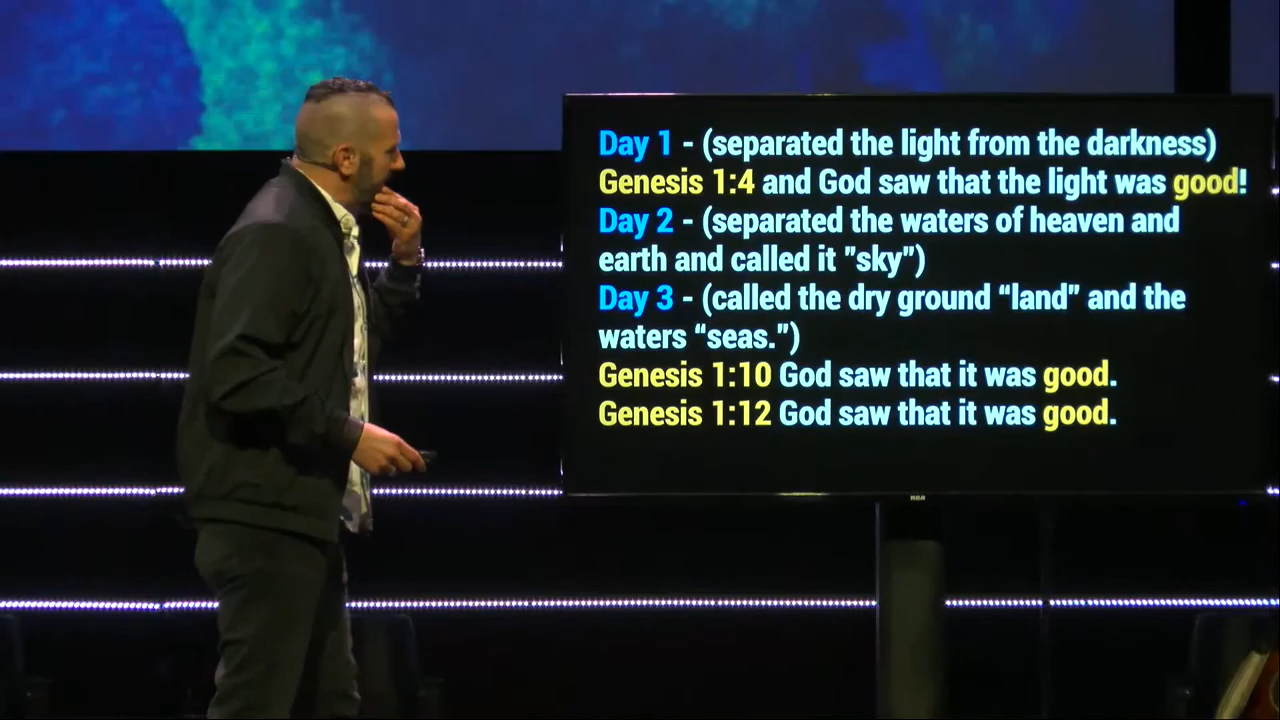 Day 1 - (separated the light from the darkness)
Genesis 1:4 and God saw that the light was good!
Day 2 - (separated the waters of heaven and
earth and called it ”sky”)
Day 3 - (called the dry ground “land” and the
waters “seas.”)
Genesis 1:10 God saw that it was good.
Genesis 1:12 God saw that it was good.
RCA